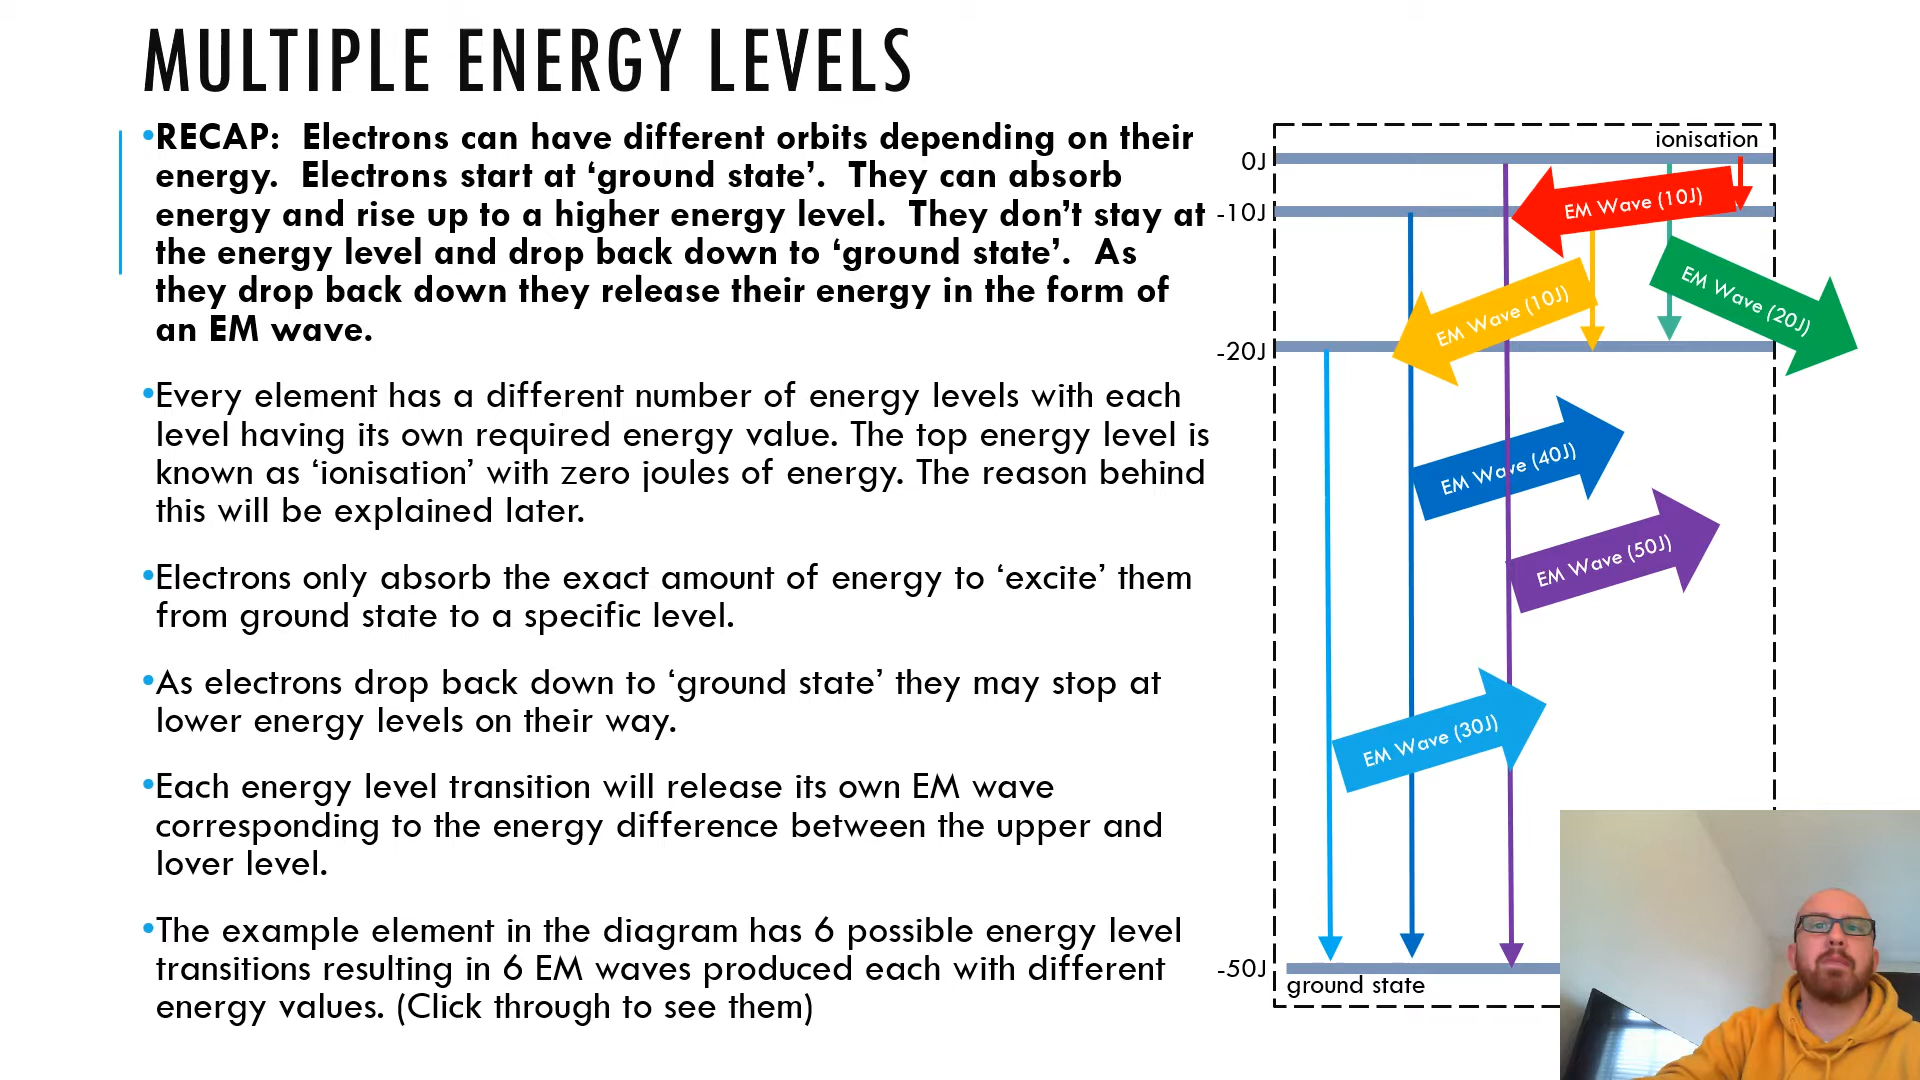 MULTIPLE ENERGY LEVELS
•RECAP: Electrons can have different orbits depending on their
energy. Electrons start at ‘ground state’. They can absorb
energy and rise up to a higher energy level. They don’t stay at
the energy level and drop back down to ‘ground state’. As
they drop back down they release their energy in the form of
an EM wave.
•Every element has a different number of energy levels with each
level having its own required energy value. The top energy level is
known as ‘ionisation’ with zero joules of energy. The reason behind
this will be explained later.
•Electrons only absorb the exact amount of energy to ‘excite’ them
from ground state to a specific level.
•As electrons drop back down to ‘ground state’ they may stop at
lower energy levels on their way.
•Each energy level transition will release its own EM wave
corresponding to the energy difference between the upper and
lover level.
•The example element in the diagram has 6 possible energy level
transitions resulting in 6 EM waves produced each with different
energy values. (Click through to see them)
ionisation
0J
-10J
EM Wave (10J)
EM Wave (20J)
EM Wave (10J)
-20J
EM Wave (40J)
EM Wave (50J)
EM Wave (30J)
-50J
ground state